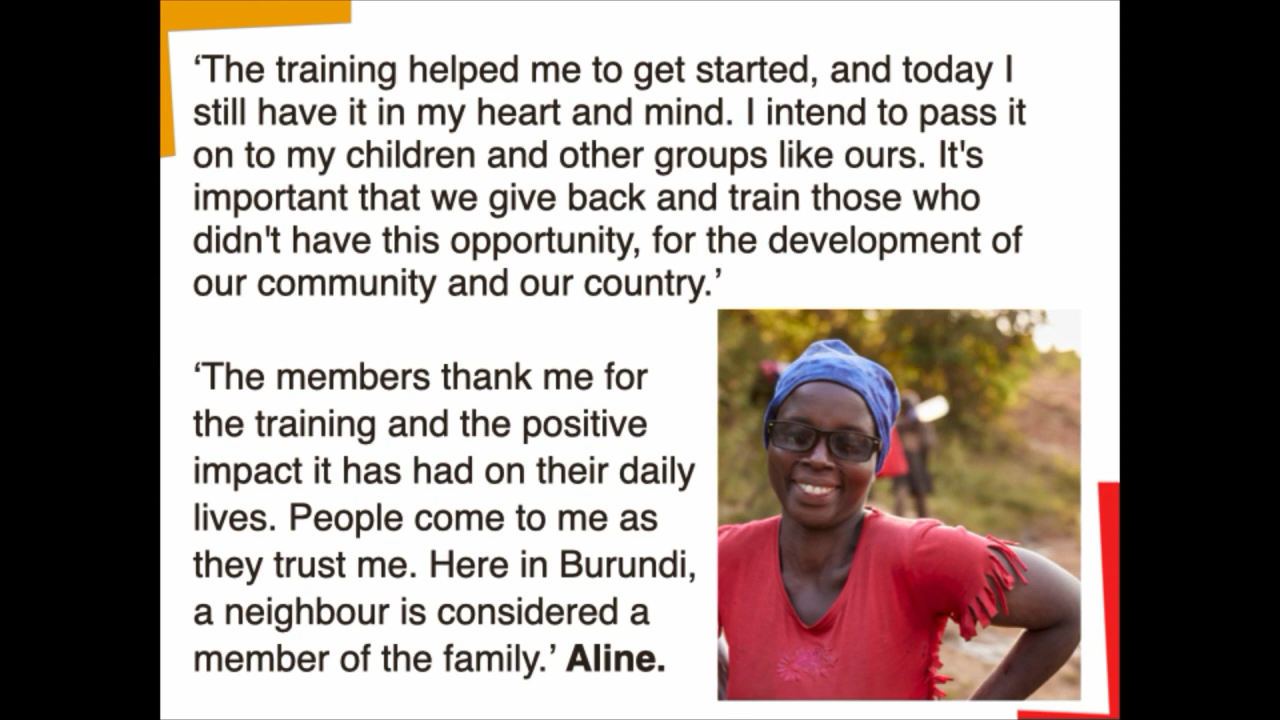 ‘The training helped me to get started, and today I
still have it in my heart and mind. I intend to pass it
on to my children and other groups like ours. It's
important that we give back and train those who
didn't have this opportunity, for the development of
our community and our country.’
‘The members thank me for
the training and the positive
impact it has had on their daily
lives. People come to me as
they trust me. Here in Burundi,
a neighbour is considered a
member of the family.’ Aline.